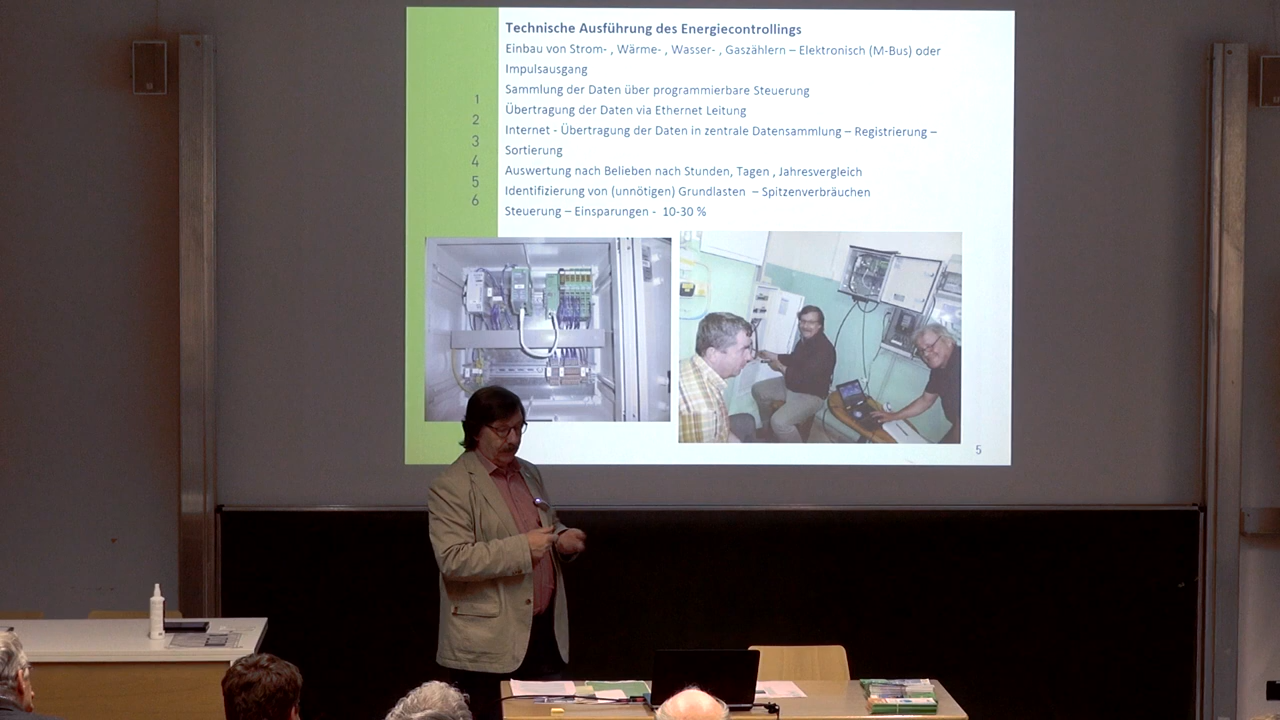 Technische Ausführung des Energiecontrollings
Einbau von Strom- , Wärme- , Wasser- , Gaszählern – Elektronisch (M-Bus) oder
Impulsausgang
1 Sammlung der Daten über programmierbare Steuerung
2 Übertragung der Daten via Ethernet Leitung
3 Internet - Übertragung der Daten in zentrale Datensammlung – Registrierung –
4 Sortierung
5 Auswertung nach Belieben nach Stunden, Tagen , Jahresvergleich
6 Identifizierung von (unnötigen) Grundlasten – Spitzenverbräuchen
Steuerung – Einsparungen - 10-30 %
5